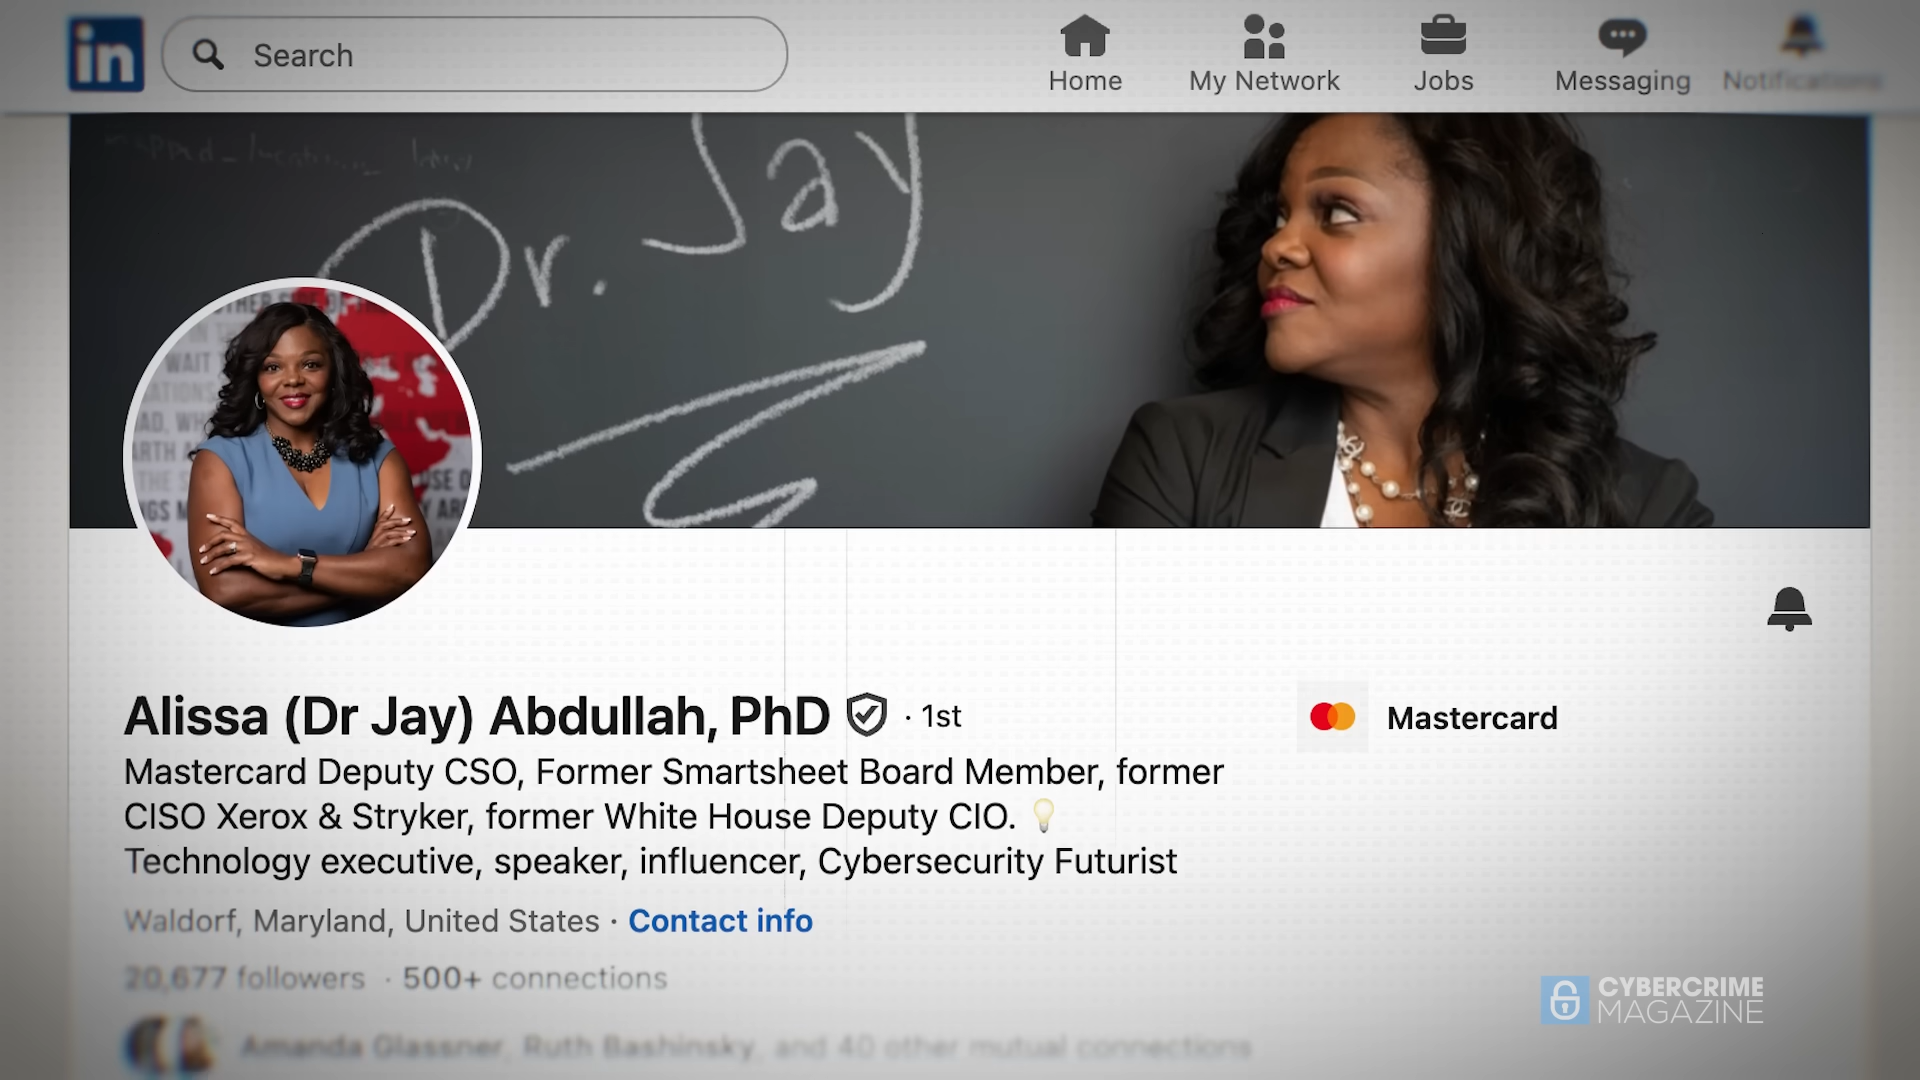 in
Search
Home
My Network
Jobs
Messaging
Notifications
Dr. Jay
WAIT
THE
Alissa (Dr Jay) Abdullah, PhD · 1st
Mastercard
Mastercard Deputy CSO, Former Smartsheet Board Member, former
CISO Xerox & Stryker, former White House Deputy CIO. 💡
Technology executive, speaker, influencer, Cybersecurity Futurist
Waldorf, Maryland, United States · Contact info
20,677 followers · 500+ connections
Amanda Glassner, Ruth Bashinsky, and 40 other mutual connections
CYBERCRIME
MAGAZINE